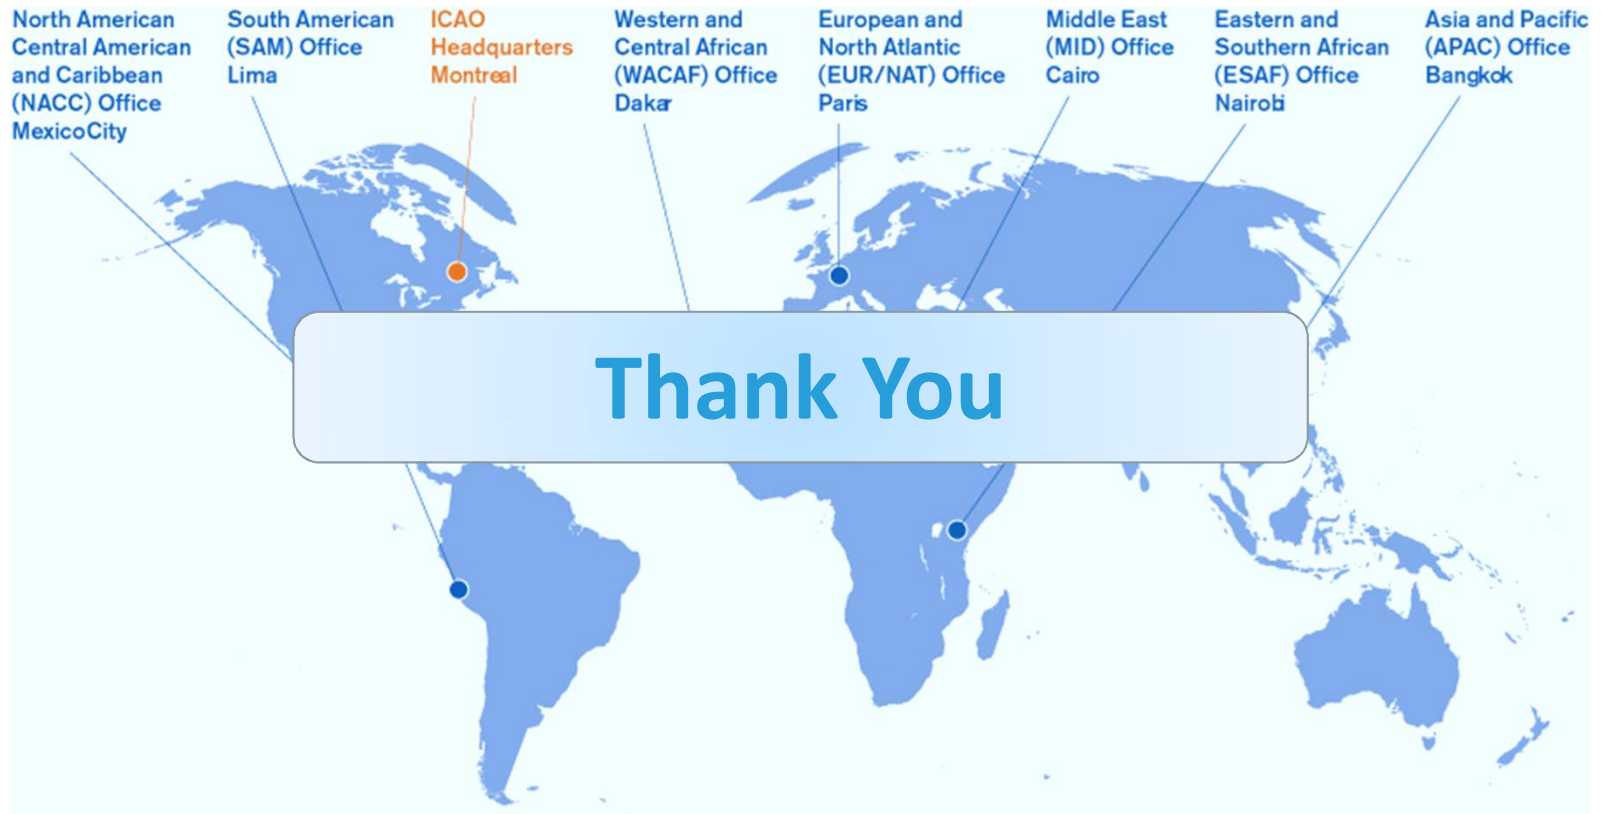 North American
Central American
and Caribbean
(NACC) Office
MexicoCity
South American
(SAM) Office
Lima
ICAO
Headquarters
Montreal
Western and
Central African
(WACAF) Office
Dakar
European and
North Atlantic
(EUR/NAT) Office
Paris
Middle East
(MID) Office
Cairo
Eastern and
Southern African
(ESAF) Office
Nairobi
Asia and Pacific
(APAC) Office
Bangkok
Thank You